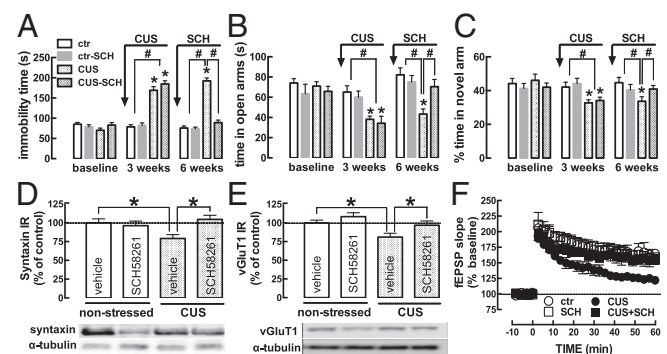 A
CUS
SCH
ctr
ctr-SCH
CUS
CUS-SCH
#
# #
*
*
*
immobility time (s)
250
200
150
100
50
0
baseline 3 weeks 6 weeks
B
CUS
SCH
#
# #
* *
*
time in open arms (s)
100
80
60
40
20
0
baseline 3 weeks 6 weeks
C
CUS
SCH
#
# #
* *
*
% time in novel arm
60
40
20
0
baseline 3 weeks 6 weeks
D
* *
Syntaxin IR
(% of control)
125
100
75
50
25
0
vehicle
SCH58261
vehicle
SCH58261
non-stressed CUS
syntaxin
α-tubulin
E
* *
vGluT1 IR
(% of control)
125
100
75
50
25
0
vehicle
SCH58261
vehicle
SCH58261
non-stressed CUS
vGluT1
α-tubulin
F
fEPSP slope
(% baseline)
250
225
200
175
150
125
100
ctr CUS
SCH CUS+SCH
-10 0 10 20 30 40 50 60
TIME (min)